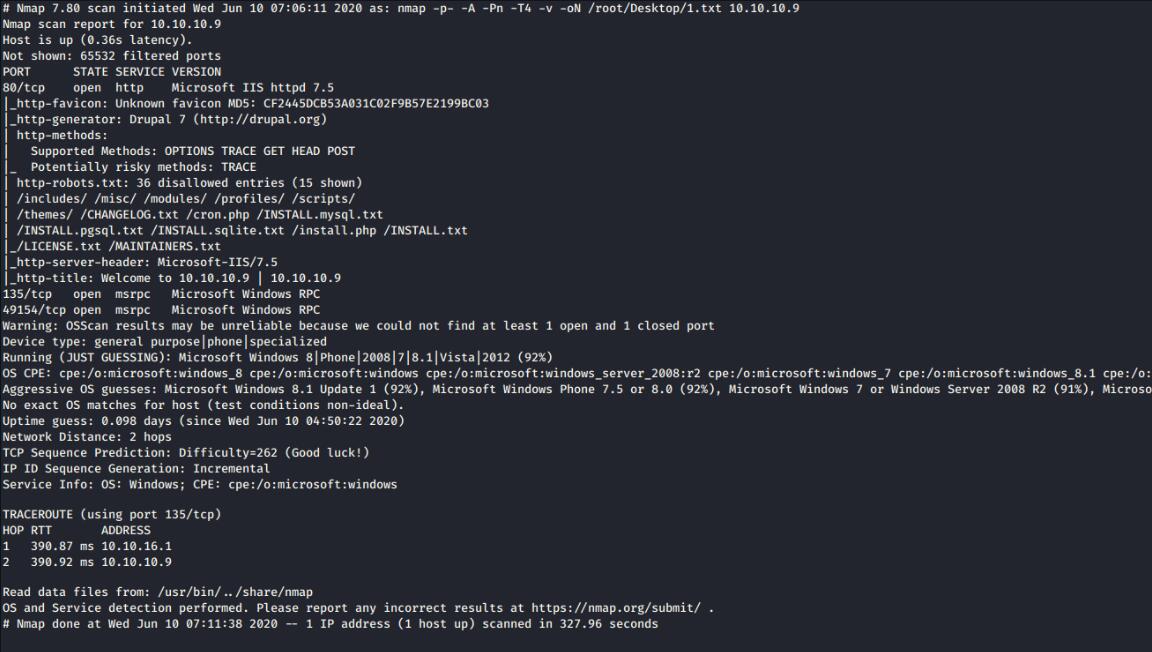 # Nmap 7.80 scan initiated Wed Jun 10 07:06:11 2020 as: nmap -p- -A -Pn -T4 -v -oN /root/Desktop/1.txt 10.10.10.9
Nmap scan report for 10.10.10.9
Host is up (0.36s latency).
Not shown: 65532 filtered ports
PORT      STATE SERVICE VERSION
80/tcp    open  http    Microsoft IIS httpd 7.5
|_http-favicon: Unknown favicon MD5: CF2445DCB53A031C02F9B57E2199BC03
|_http-generator: Drupal 7 (http://drupal.org)
| http-methods:
|   Supported Methods: OPTIONS TRACE GET HEAD POST
|_  Potentially risky methods: TRACE
| http-robots.txt: 36 disallowed entries (15 shown)
| /includes/ /misc/ /modules/ /profiles/ /scripts/
| /themes/ /CHANGELOG.txt /cron.php /INSTALL.mysql.txt
| /INSTALL.pgsql.txt /INSTALL.sqlite.txt /install.php /INSTALL.txt
|_/LICENSE.txt /MAINTAINERS.txt
|_http-server-header: Microsoft-IIS/7.5
|_http-title: Welcome to 10.10.10.9 | 10.10.10.9
135/tcp   open  msrpc   Microsoft Windows RPC
49154/tcp open  msrpc   Microsoft Windows RPC
Warning: OSScan results may be unreliable because we could not find at least 1 open and 1 closed port
Device type: general purpose|phone|specialized
Running (JUST GUESSING): Microsoft Windows 8|Phone|2008|7|8.1|Vista|2012 (92%)
OS CPE: cpe:/o:microsoft:windows_8 cpe:/o:microsoft:windows cpe:/o:microsoft:windows_server_2008:r2 cpe:/o:microsoft:windows_7 cpe:/o:microsoft:windows_8.1 cpe:/o:
Aggressive OS guesses: Microsoft Windows 8.1 Update 1 (92%), Microsoft Windows Phone 7.5 or 8.0 (92%), Microsoft Windows 7 or Windows Server 2008 R2 (91%), Microso
No exact OS matches for host (test conditions non-ideal).
Uptime guess: 0.098 days (since Wed Jun 10 04:50:22 2020)
Network Distance: 2 hops
TCP Sequence Prediction: Difficulty=262 (Good luck!)
IP ID Sequence Generation: Incremental
Service Info: OS: Windows; CPE: cpe:/o:microsoft:windows
TRACEROUTE (using port 135/tcp)
HOP RTT       ADDRESS
1   390.87 ms 10.10.16.1
2   390.92 ms 10.10.10.9
Read data files from: /usr/bin/../share/nmap
OS and Service detection performed. Please report any incorrect results at https://nmap.org/submit/ .
# Nmap done at Wed Jun 10 07:11:38 2020 -- 1 IP address (1 host up) scanned in 327.96 seconds